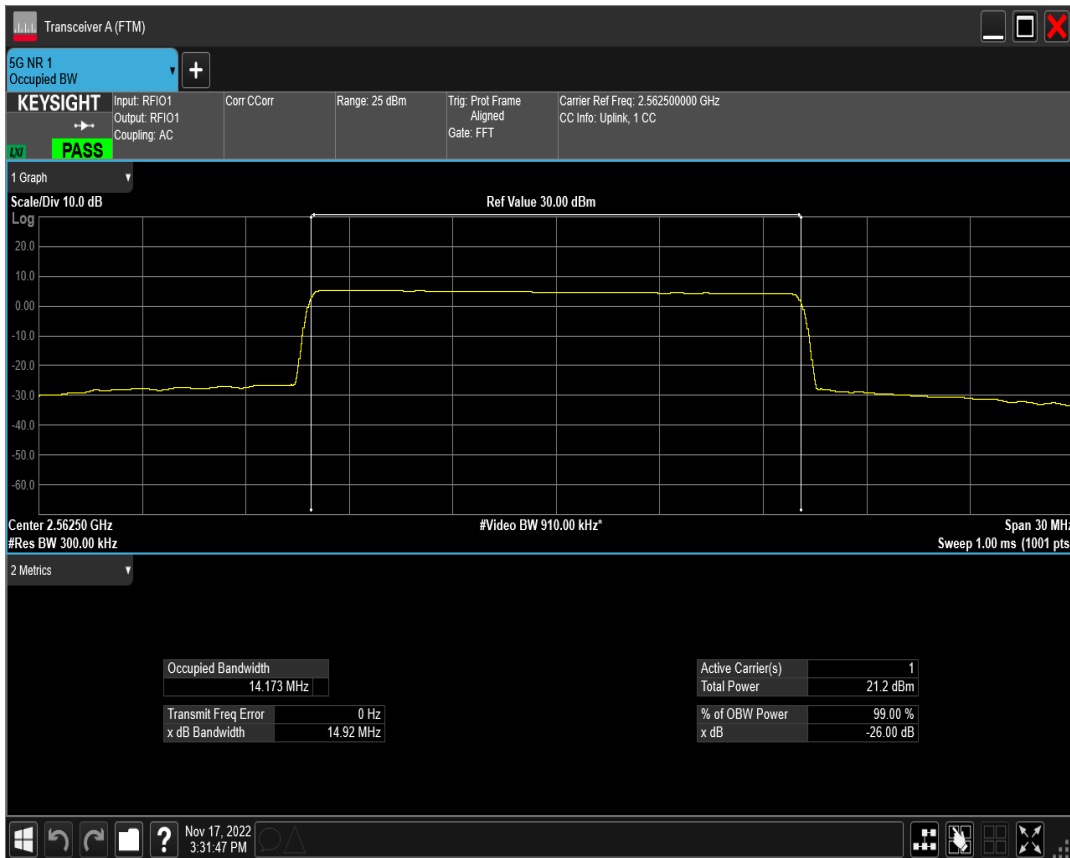 Transceiver A (FTM)
5G NR 1
Occupied BW
+
KEYSIGHT
LXI
PASS
Input: RFIO1
Output: RFIO1
Coupling: AC
Corr CCorr
Range: 25 dBm
Trig: Prot Frame
Aligned
Gate: FFT
Carrier Ref Freq: 2.562500000 GHz
CC Info: Uplink, 1 CC
1 Graph
Scale/Div 10.0 dB
Ref Value 30.00 dBm
Log
20.0
10.0
0.00
-10.0
-20.0
-30.0
-40.0
-50.0
-60.0
Center 2.56250 GHz
#Video BW 910.00 kHz*
Span 30 MHz
#Res BW 300.00 kHz
Sweep 1.00 ms (1001 pts
2 Metrics
Occupied Bandwidth
14.173 MHz
Transmit Freq Error 0 Hz
x dB Bandwidth 14.92 MHz
Active Carrier(s) 1
Total Power 21.2 dBm
% of OBW Power 99.00 %
x dB -26.00 dB
?
Nov 17, 2022
3:31:47 PM